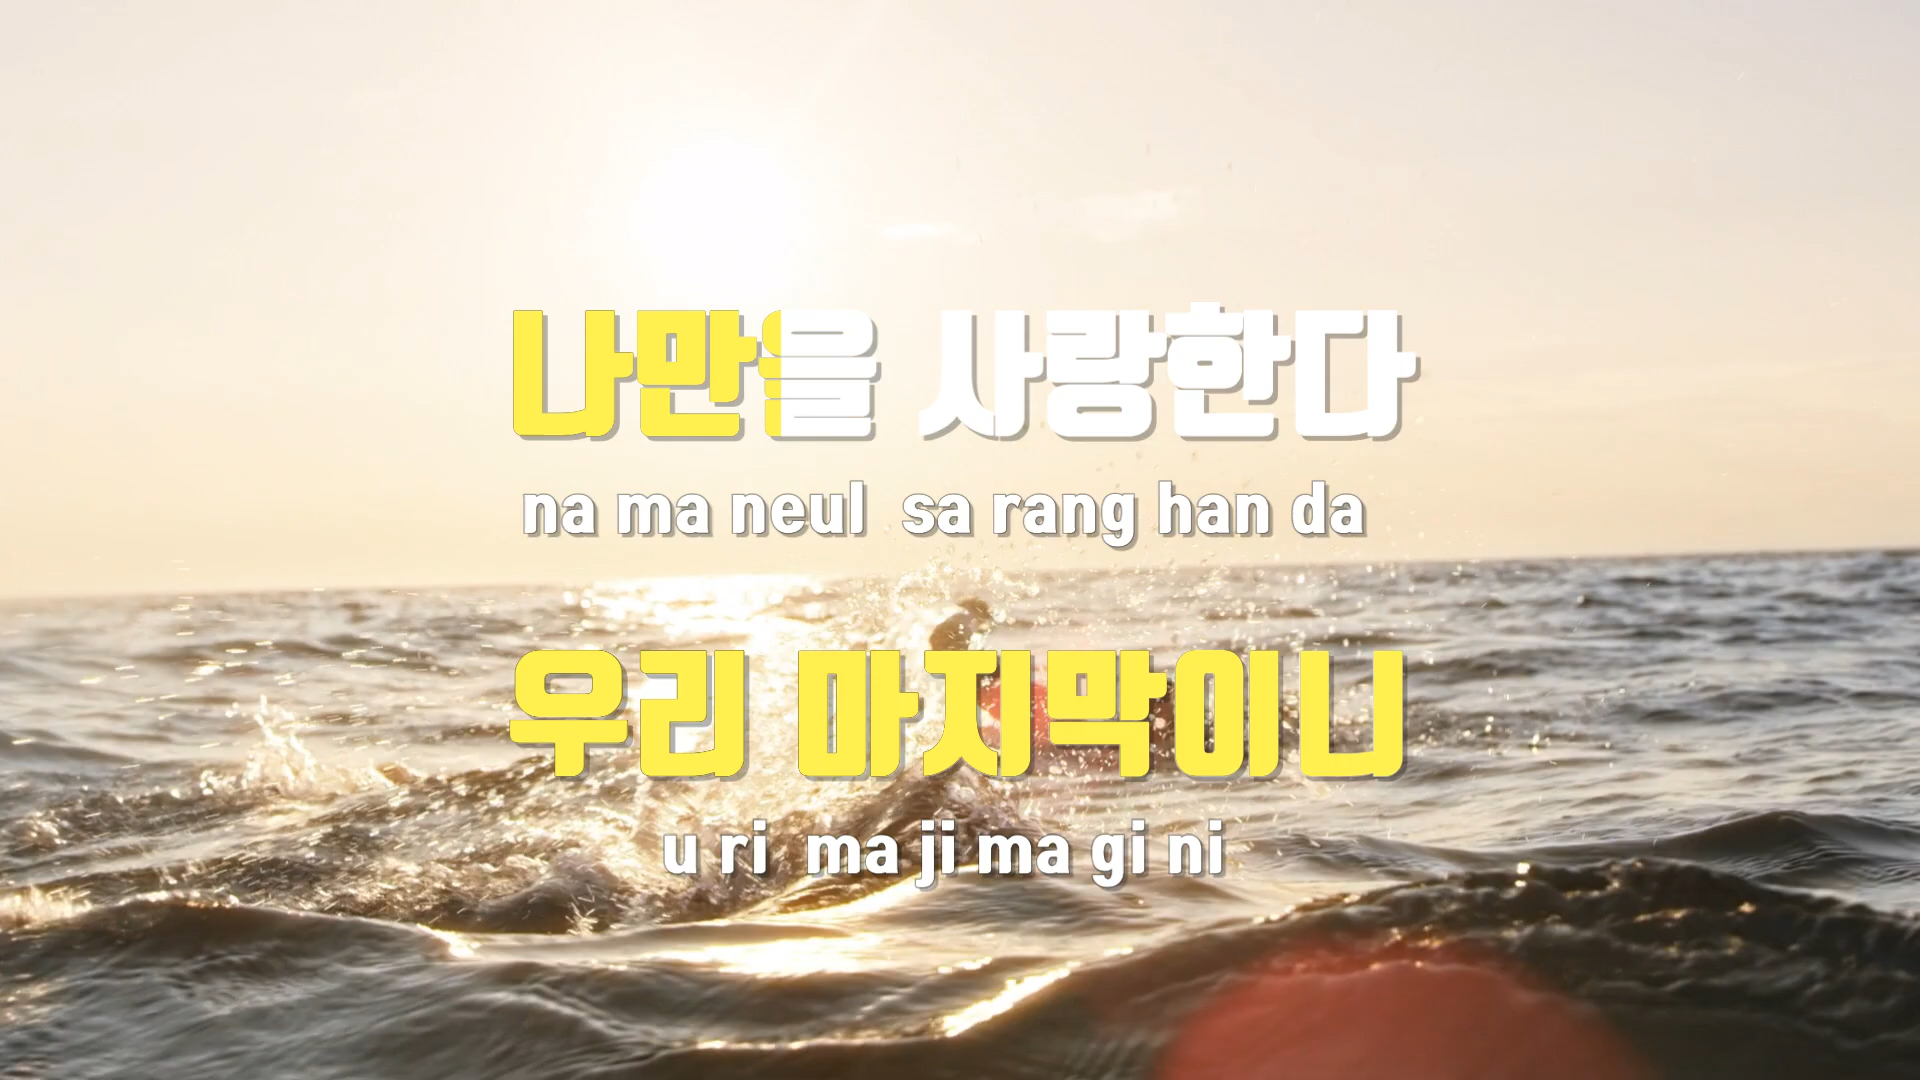 나만을 사랑한다
na ma neul sa rang han da
우리 마지막이니
u ri ma ji ma gi ni